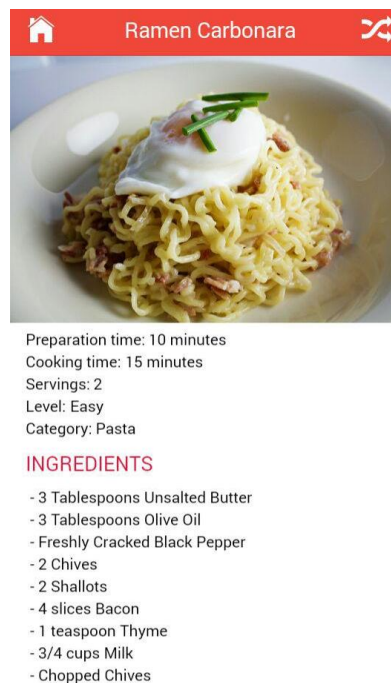 Ramen Carbonara
Preparation time: 10 minutes
Cooking time: 15 minutes
Servings: 2
Level: Easy
Category: Pasta
INGREDIENTS
- 3 Tablespoons Unsalted Butter
- 3 Tablespoons Olive Oil
- Freshly Cracked Black Pepper
- 2 Chives
- 2 Shallots
- 4 slices Bacon
- 1 teaspoon Thyme
- 3/4 cups Milk
- Chopped Chives